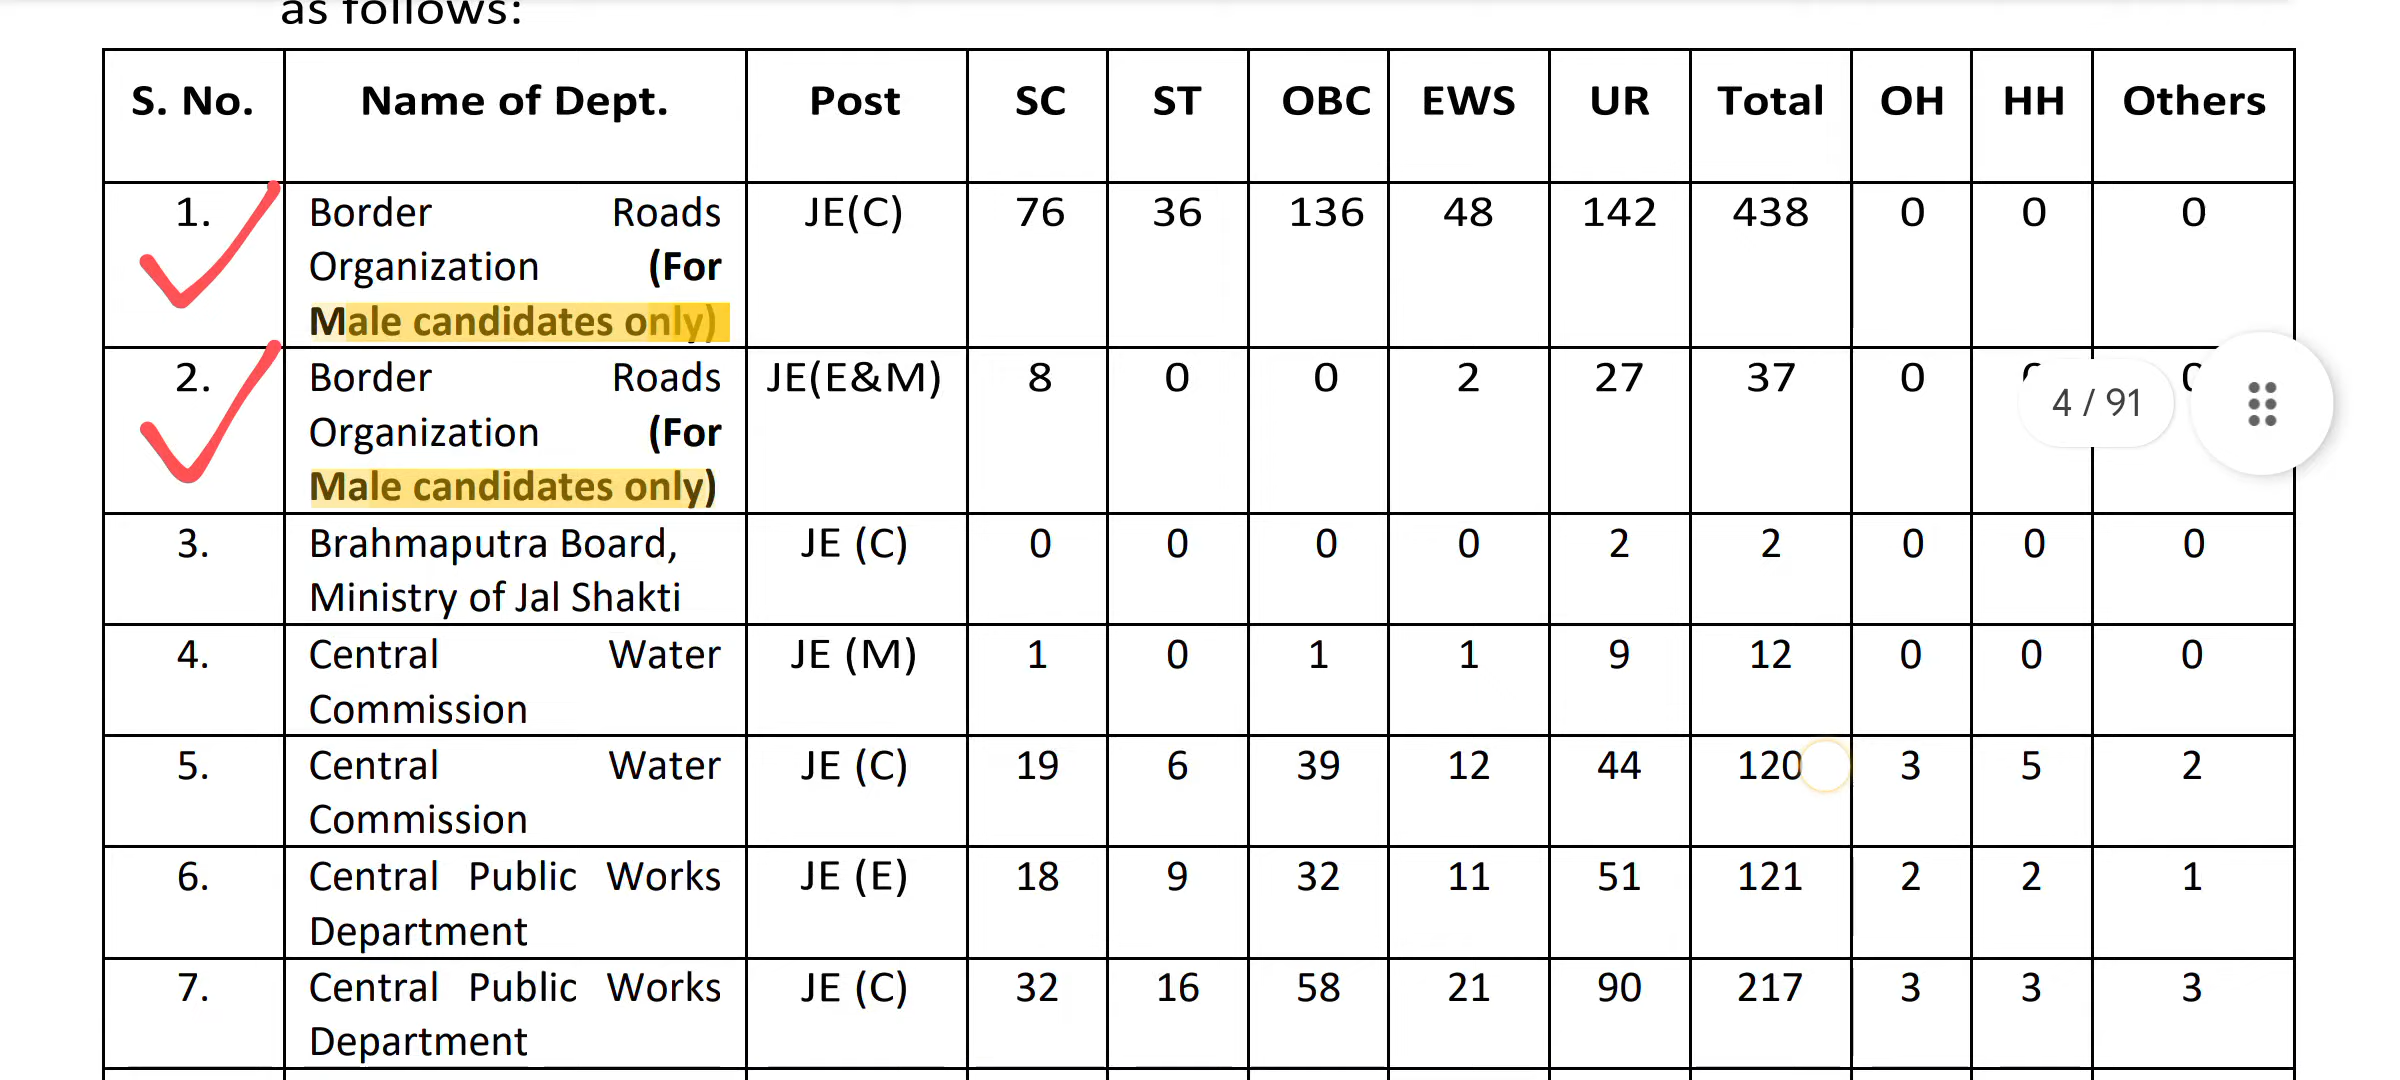 as follows:
S. No. Name of Dept. Post SC ST OBC EWS UR Total OH HH Others
1. Border Roads JE(C) 76 36 136 48 142 438 0 0 0
Organization (For
Male candidates only)
2. Border Roads JE(E&M) 8 0 0 2 27 37 0
Organization (For
Male candidates only)
4 / 91
3. Brahmaputra Board, JE (C) 0 0 0 0 2 2 0 0 0
Ministry of Jal Shakti
4. Central Water JE (M) 1 0 1 1 9 12 0 0 0
Commission
5. Central Water JE (C) 19 6 39 12 44 120 3 5 2
Commission
6. Central Public Works JE (E) 18 9 32 11 51 121 2 2 1
Department
7. Central Public Works JE (C) 32 16 58 21 90 217 3 3 3
Department